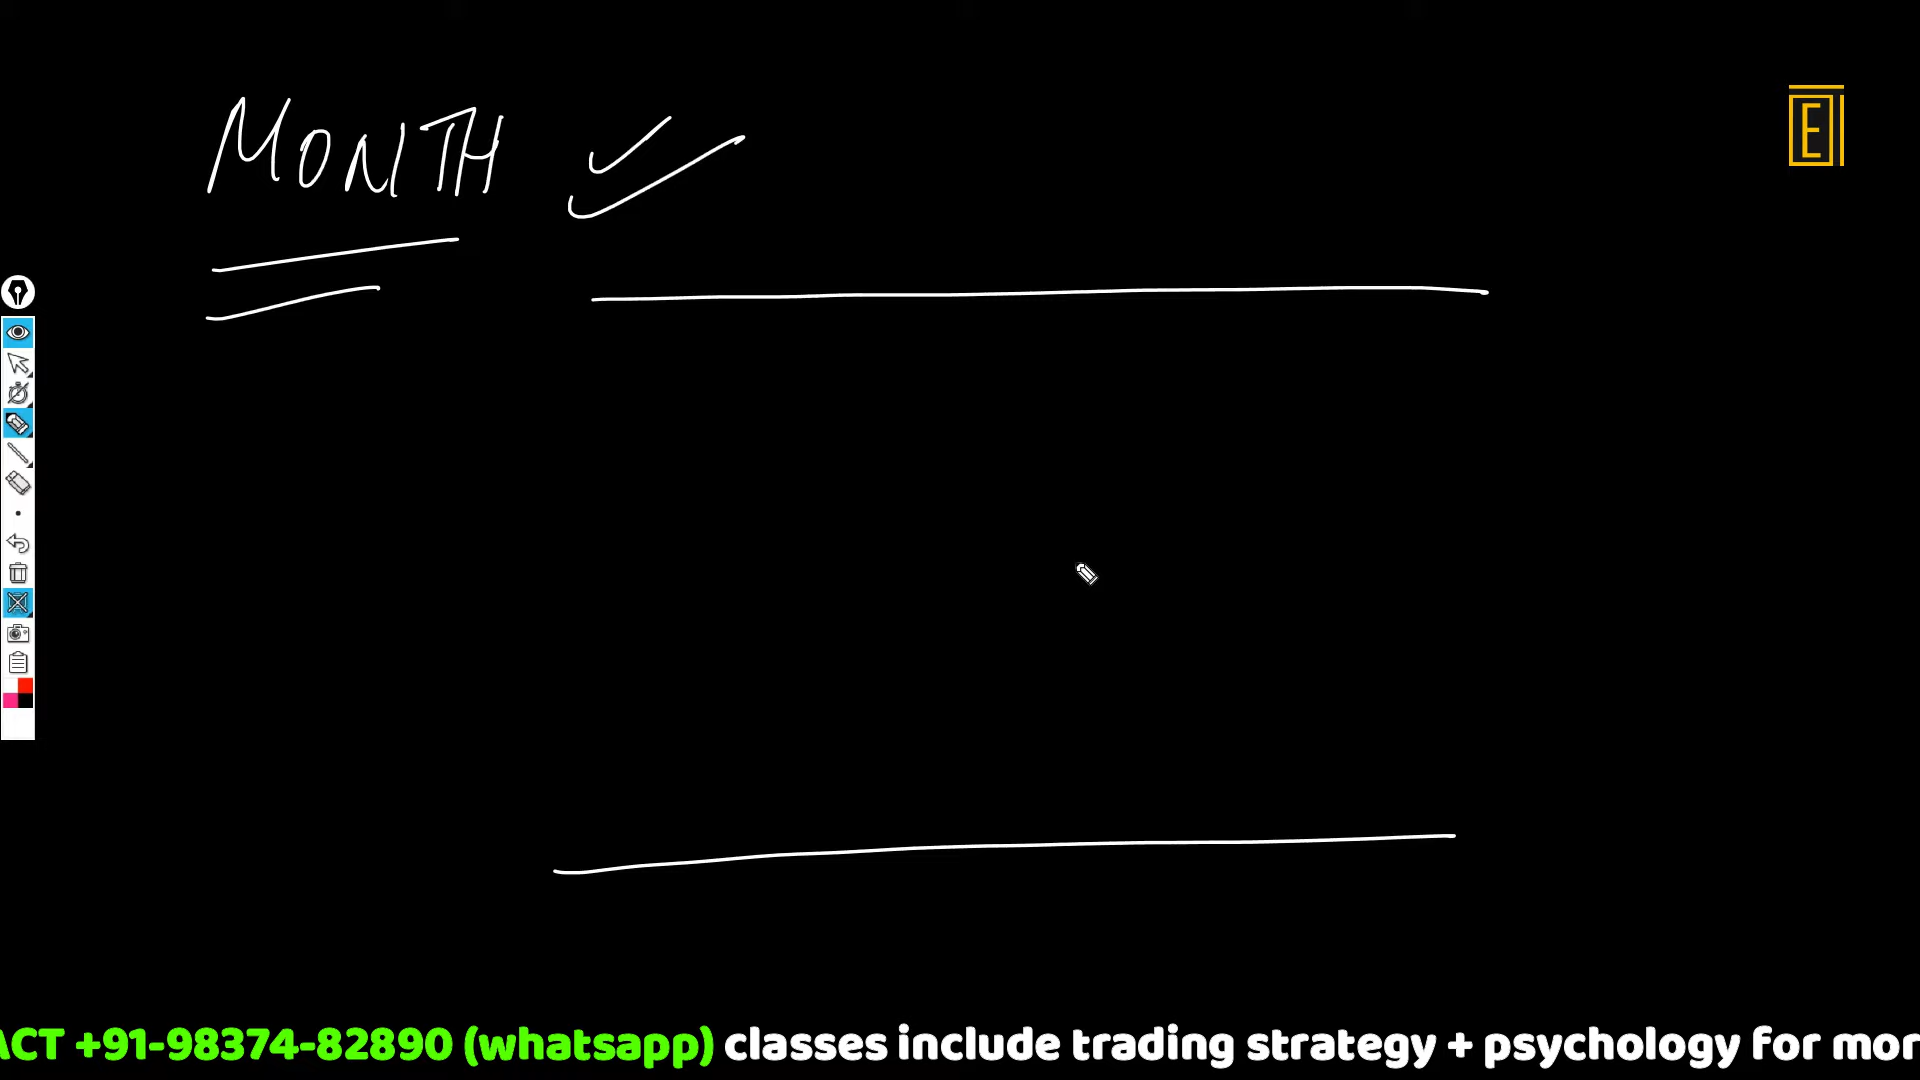 MONTH
E
ACT +91-98374-82890 (whatsapp) classes include trading strategy + psychology for mor